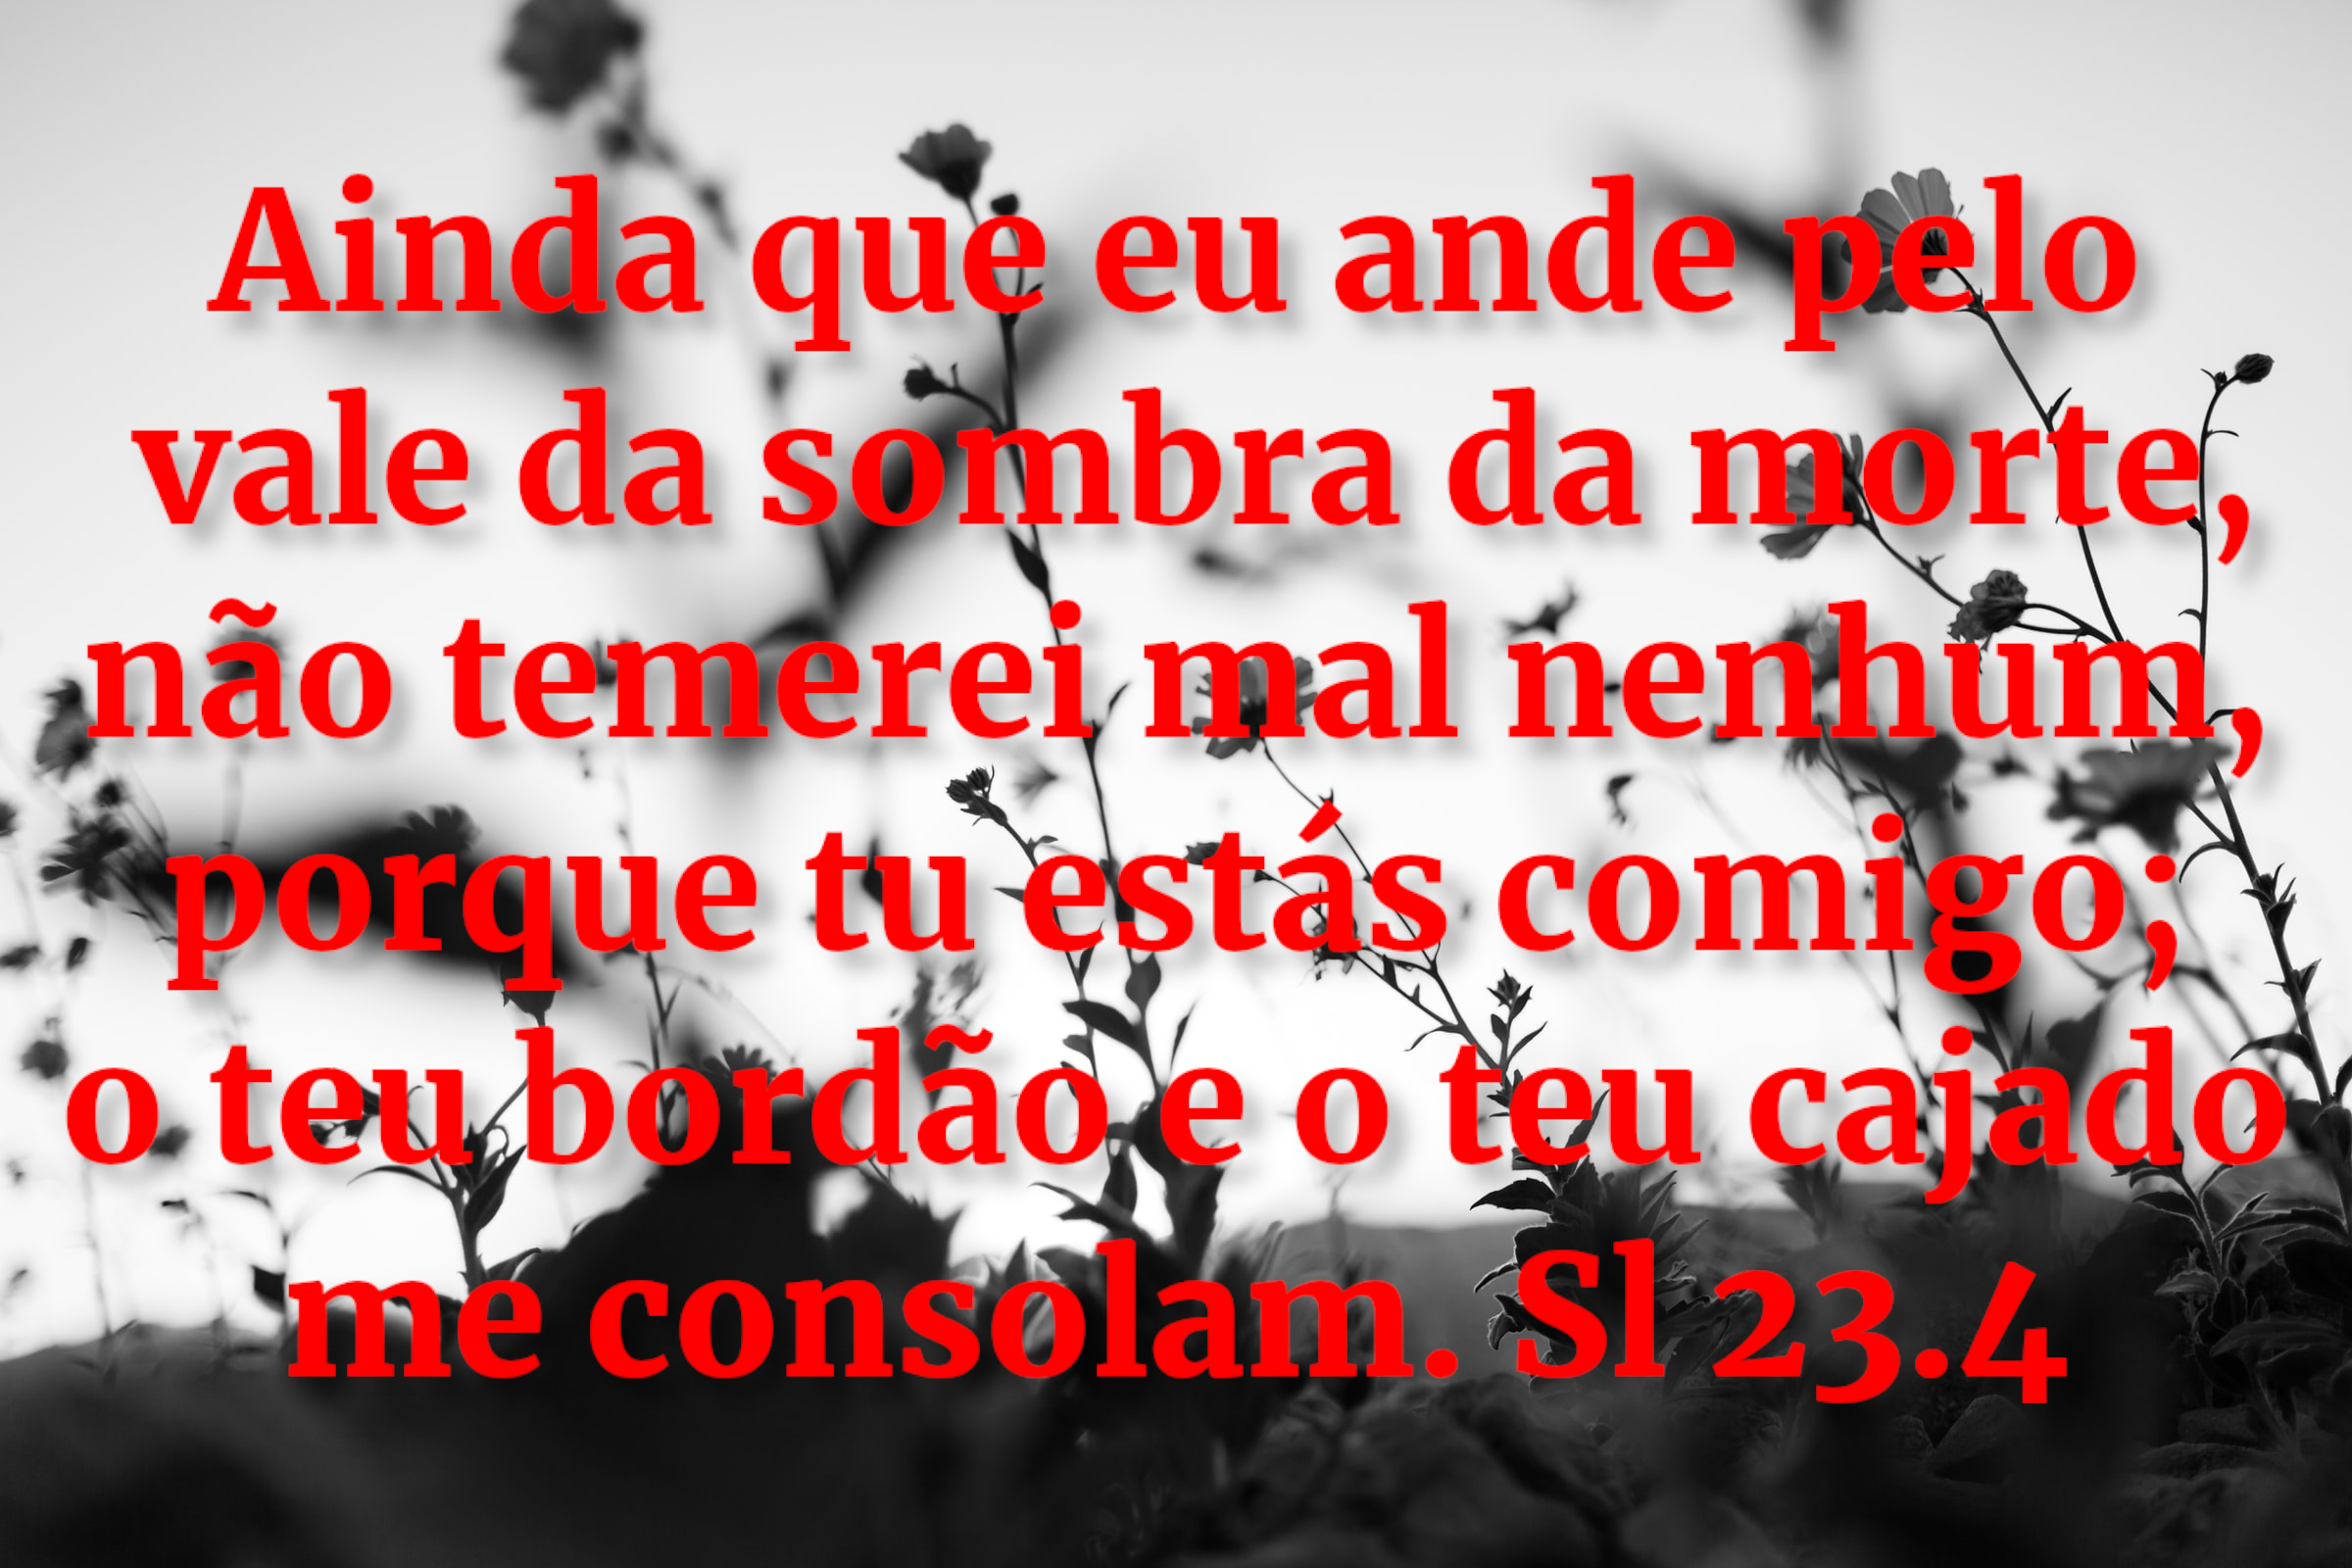 Ainda que eu ande pelo
vale da sombra da morte,
não temerei mal nenhum,
porque tu estás comigo;
o teu bordão e o teu cajado
me consolam. Sl 23.4